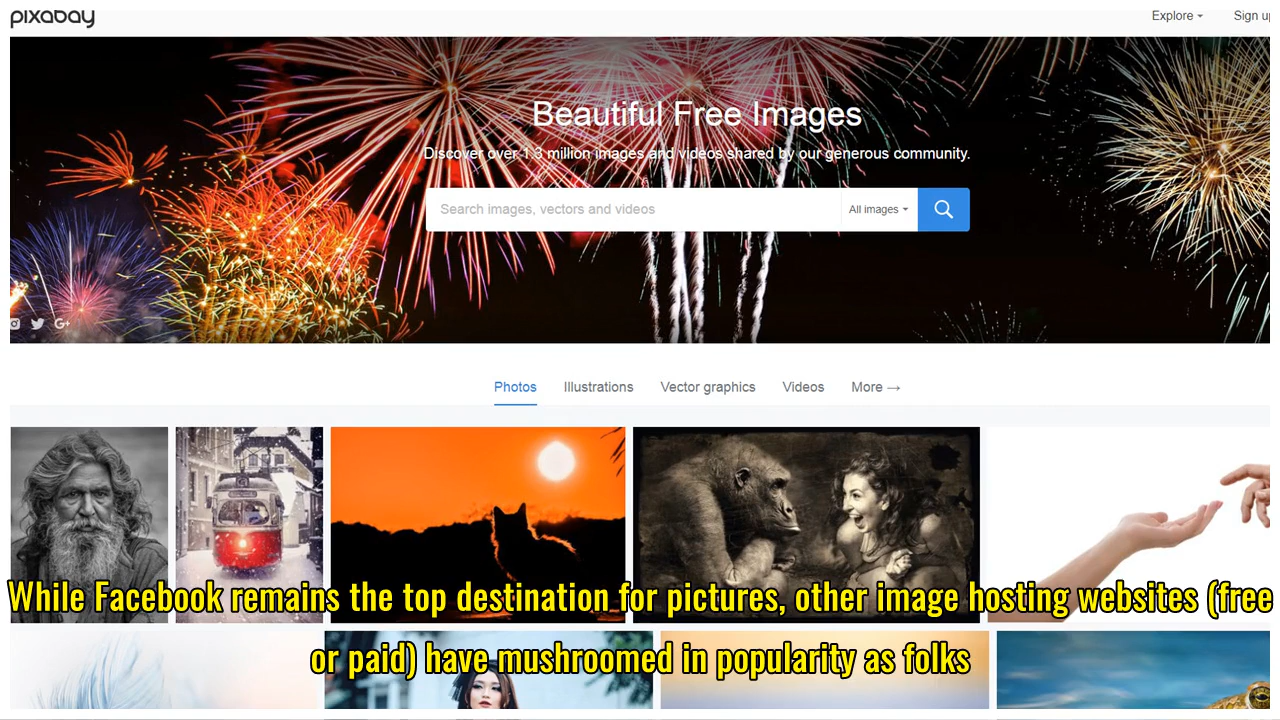 pixabay
Explore
Sign up
Beautiful Free Images
Discover over 1.3 million images and videos shared by our generous community.
Search images, vectors and videos
All images
G+
Photos
Illustrations
Vector graphics
Videos
More →
While Facebook remains the top destination for pictures, other image hosting websites (free
or paid) have mushroomed in popularity as folks